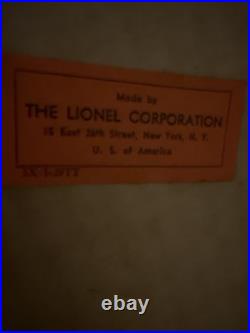 Made by
THE LIONEL CORPORATION
15 East 26th Street, New York, N. Y.
U. S. of America